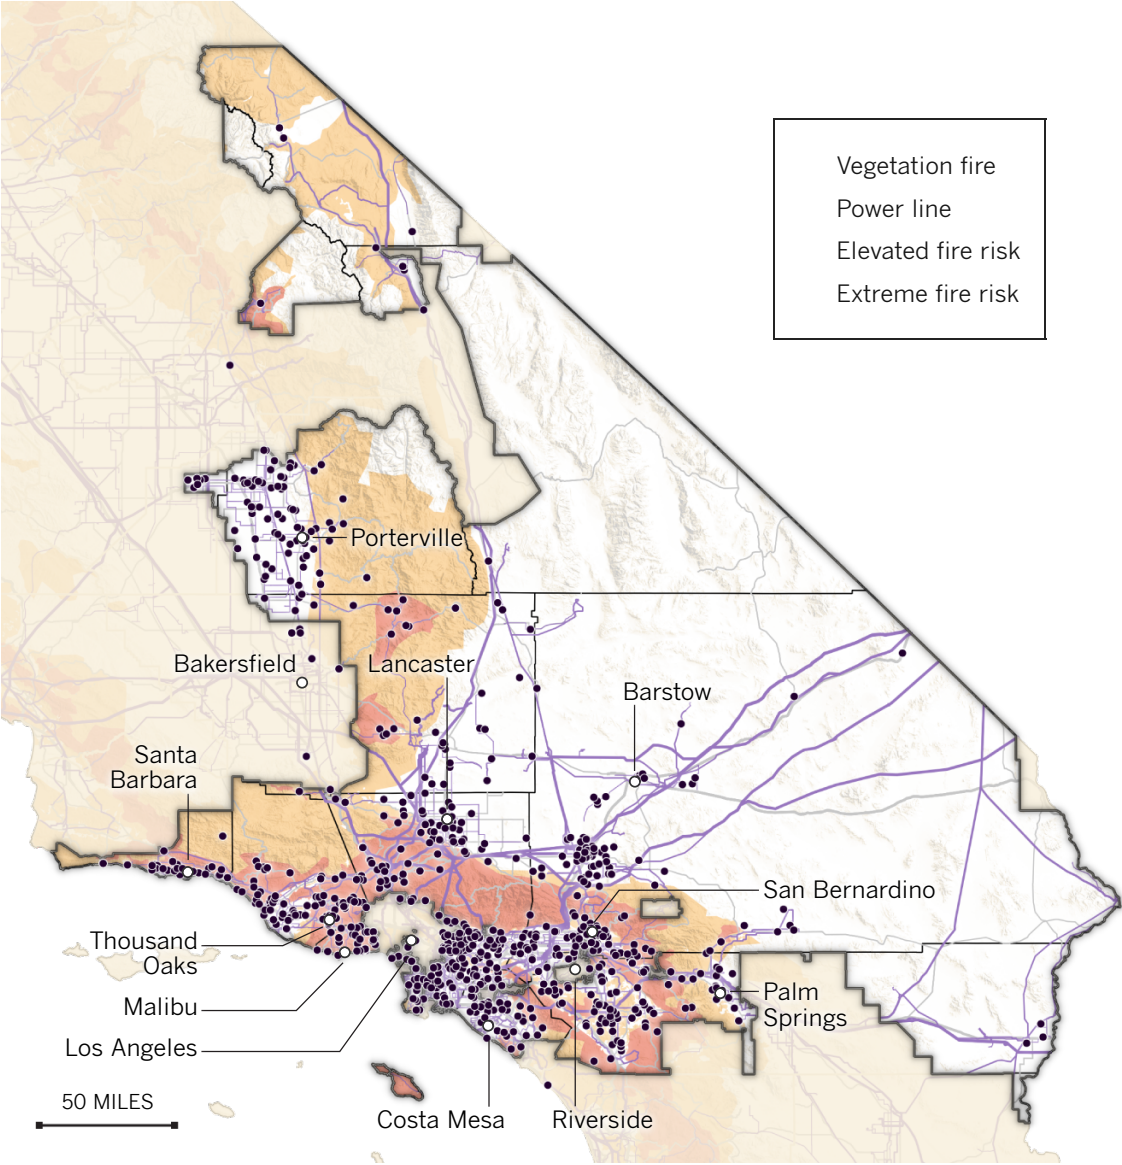 Vegetation fire
Power line
Elevated fire risk
Extreme fire risk
Porterville
Bakersfield
Lancaster
Barstow
Santa
Barbara
San Bernardino
Thousand
Oaks
Malibu
Palm
Springs
Los Angeles
50 MILES
Costa Mesa
Riverside